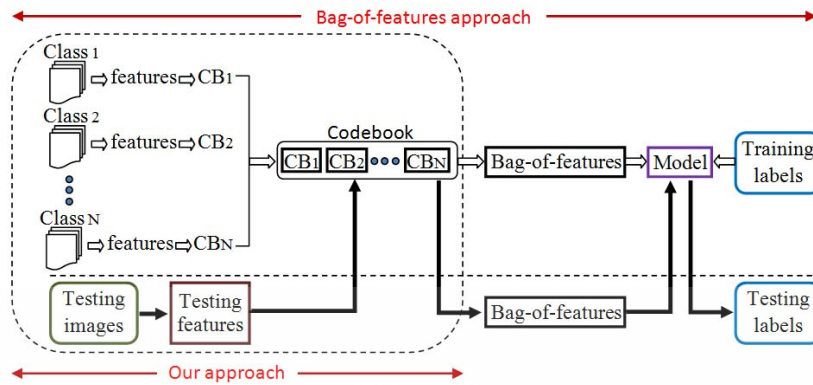 Bag-of-features approach
Class 1
features CB1
Class 2
features CB2
Class N
features CBN
Codebook
CB1 CB2 CBN
Bag-of-features
Model
Training
labels
Testing
images
Testing
features
Bag-of-features
Testing
labels
Our approach